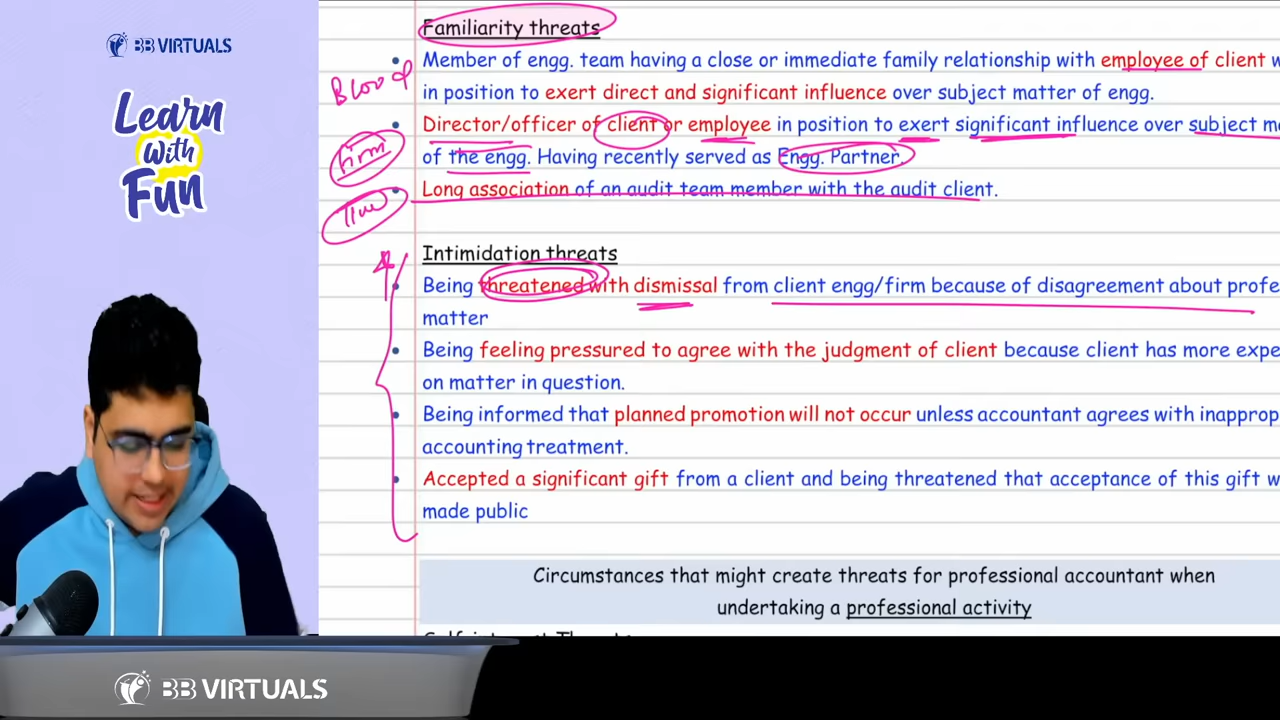 BB VIRTUALS
Learn
With
Fun
Familiarity threats
Member of engg. team having a close or immediate family relationship with employee of client
in position to exert direct and significant influence over subject matter of engg.
Blood
Director/officer of client or employee in position to exert significant influence over subject
of the engg. Having recently served as Engg. Partner.
Firm
Long association of an audit team member with the audit client.
Time
Intimidation threats
Being threatened with dismissal from client engg/firm because of disagreement about
matter
Being feeling pressured to agree with the judgment of client because client has more
on matter in question.
Being informed that planned promotion will not occur unless accountant agrees with
accounting treatment.
Accepted a significant gift from a client and being threatened that acceptance of this gift
made public
Circumstances that might create threats for professional accountant when
undertaking a professional activity
BB VIRTUALS